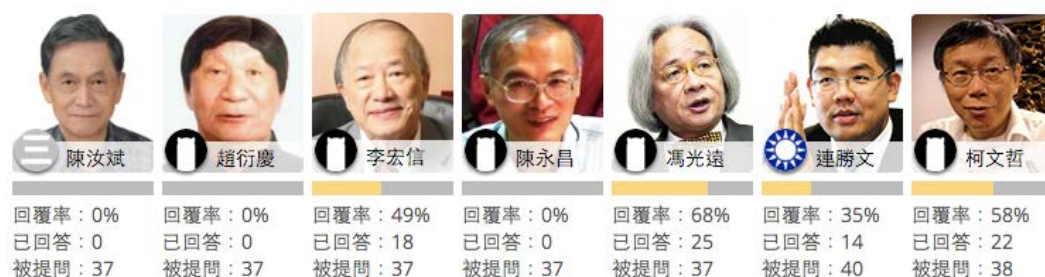 陳汝斌
趙衍慶
李宏信
陳永昌
馮光遠
連勝文
柯文哲
回覆率：0%
回覆率：0%
回覆率：49%
回覆率：0%
回覆率：68%
回覆率：35%
回覆率：58%
已回答：0
已回答：0
已回答：18
已回答：0
已回答：25
已回答：14
已回答：22
被提問：37
被提問：37
被提問：37
被提問：37
被提問：37
被提問：40
被提問：38